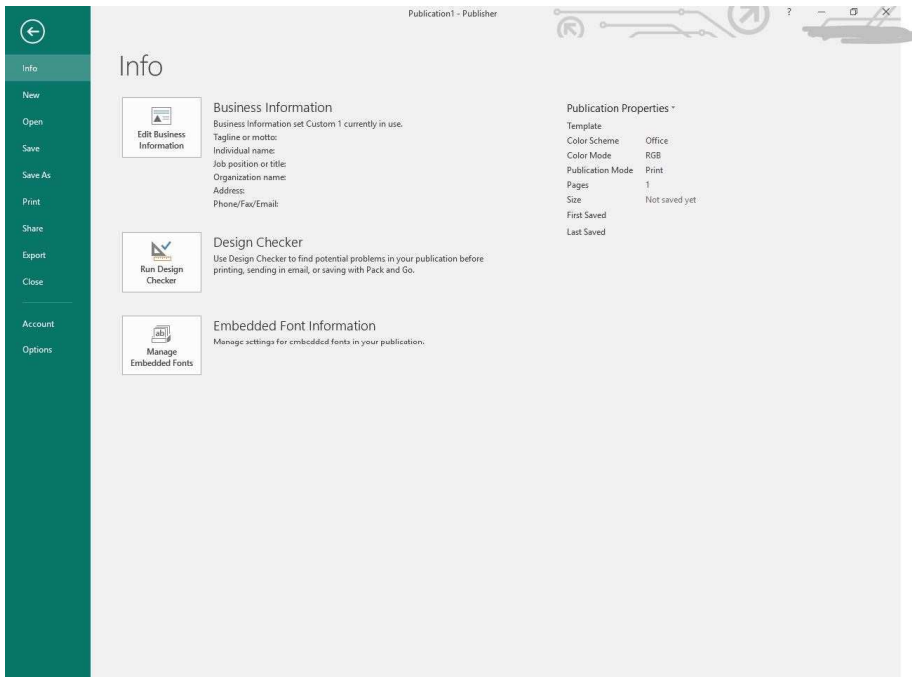 Publication1 - Publisher
?
Info
New
Open
Save
Save As
Print
Share
Export
Close
Account
Options
Info
Edit Business
Information
Business Information
Business Information set Custom 1 currently in use.
Tagline or motto:
Individual name:
Job position or title:
Organization name:
Address:
Phone/Fax/Email:
Run Design
Checker
Design Checker
Use Design Checker to find potential problems in your publication before
printing, sending in email, or saving with Pack and Go.
Manage
Embedded Fonts
Embedded Font Information
Manage settings for embedded fonts in your publication.
Publication Properties
Template
Color Scheme Office
Color Mode RGB
Publication Mode Print
Pages 1
Size Not saved yet
First Saved
Last Saved